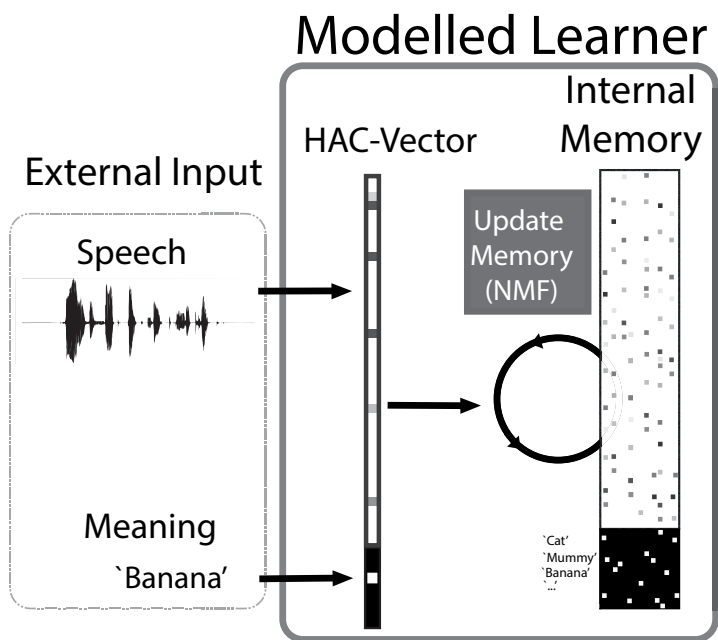 Modelled Learner
External Input
Speech
Meaning
`Banana’
HAC-Vector
Update
Memory
(NMF)
Internal
Memory
`Cat’
`Mummy’
`Banana’
`...’